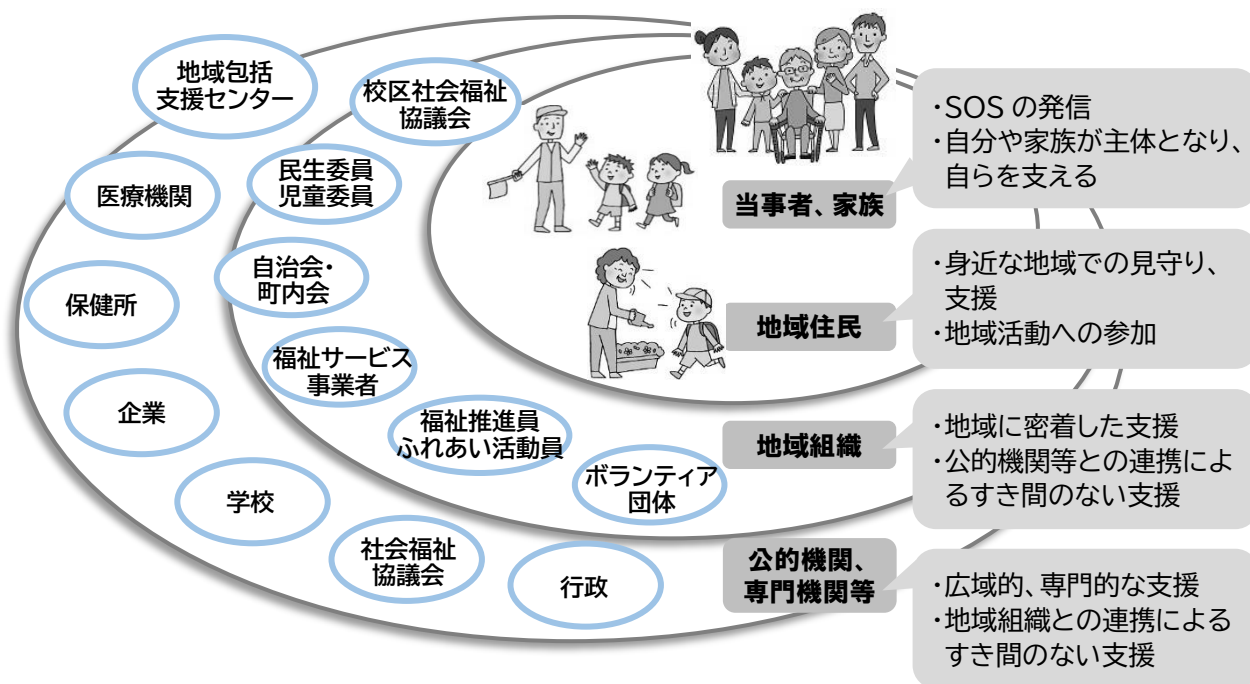 地域包括
支援センター
校区社会福祉
協議会
医療機関
民生委員
児童委員
保健所
自治会・
町内会
企業
福祉サービス
事業者
福祉推進員
ふれあい活動員
学校
ボランティア
団体
社会福祉
協議会
行政
当事者、家族
・SOS の発信
・自分や家族が主体となり、
自らを支える
地域住民
・身近な地域での見守り、
支援
・地域活動への参加
地域組織
・地域に密着した支援
・公的機関等との連携によ
るすき間のない支援
公的機関、
専門機関等
・広域的、専門的な支援
・地域組織との連携による
すき間のない支援